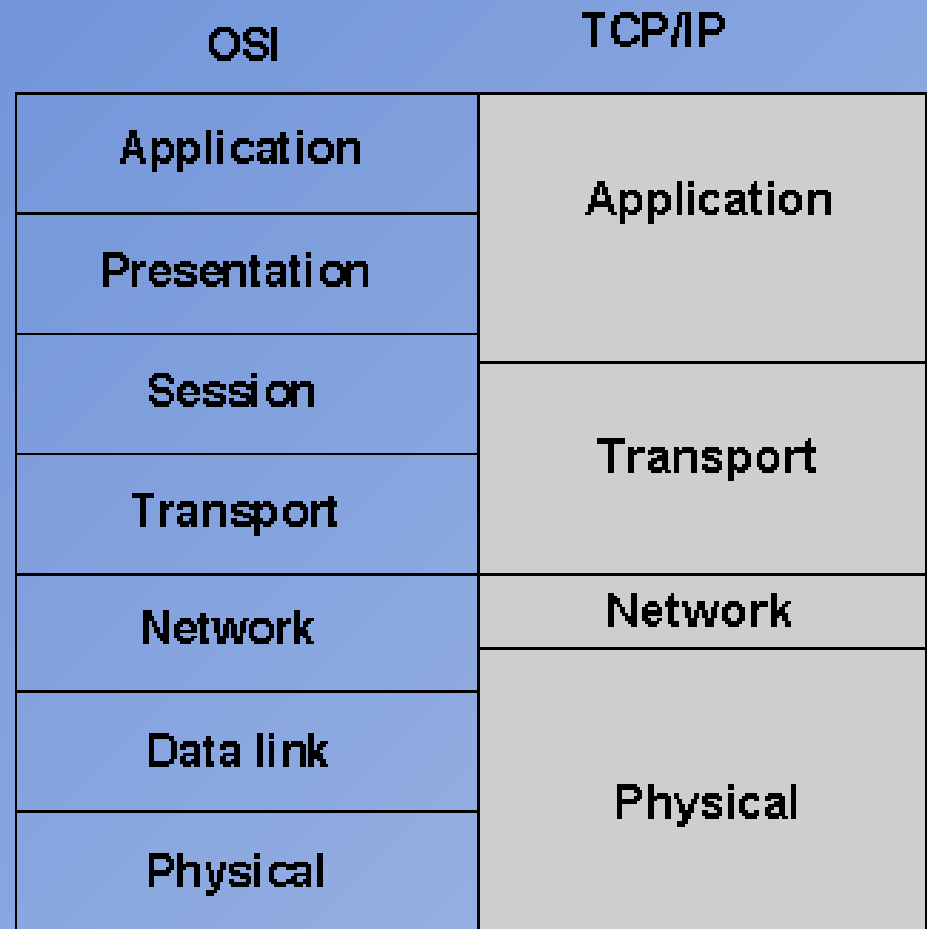 OSI
TCP/IP
Application
Presentation
Session
Transport
Network
Data link
Physical
Application
Transport
Network
Physical